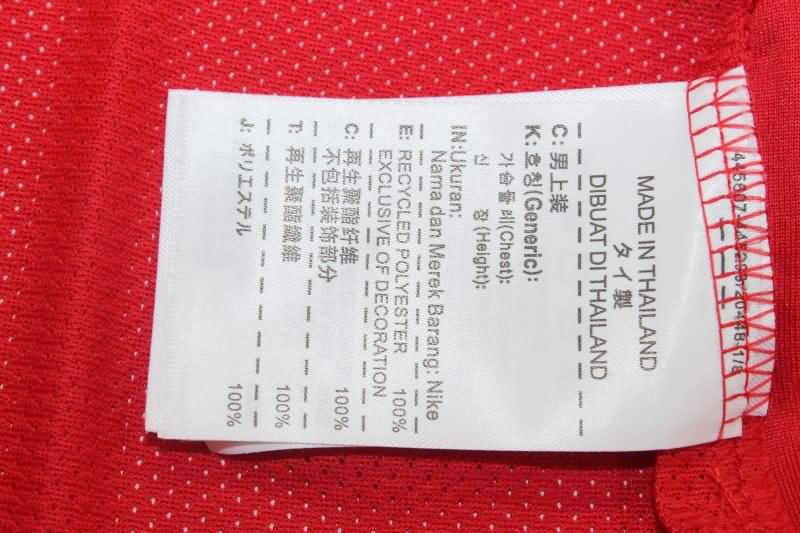 MADE IN THAILAND
タイ製
DIBUAT DI THAILAND
C: 男上装
K: 호칭(Generic):
가슴둘레(Chest):
신 장(Height):
IN:Ukuran:
Nama dan Merek Barang: Nike
E: RECYCLED POLYESTER 100%
EXCLUSIVE OF DECORATION
C: 再生聚酯纤维 100%
不包括装饰部分
T: 再生聚酯纖維 100%
J: ポリエステル 100%